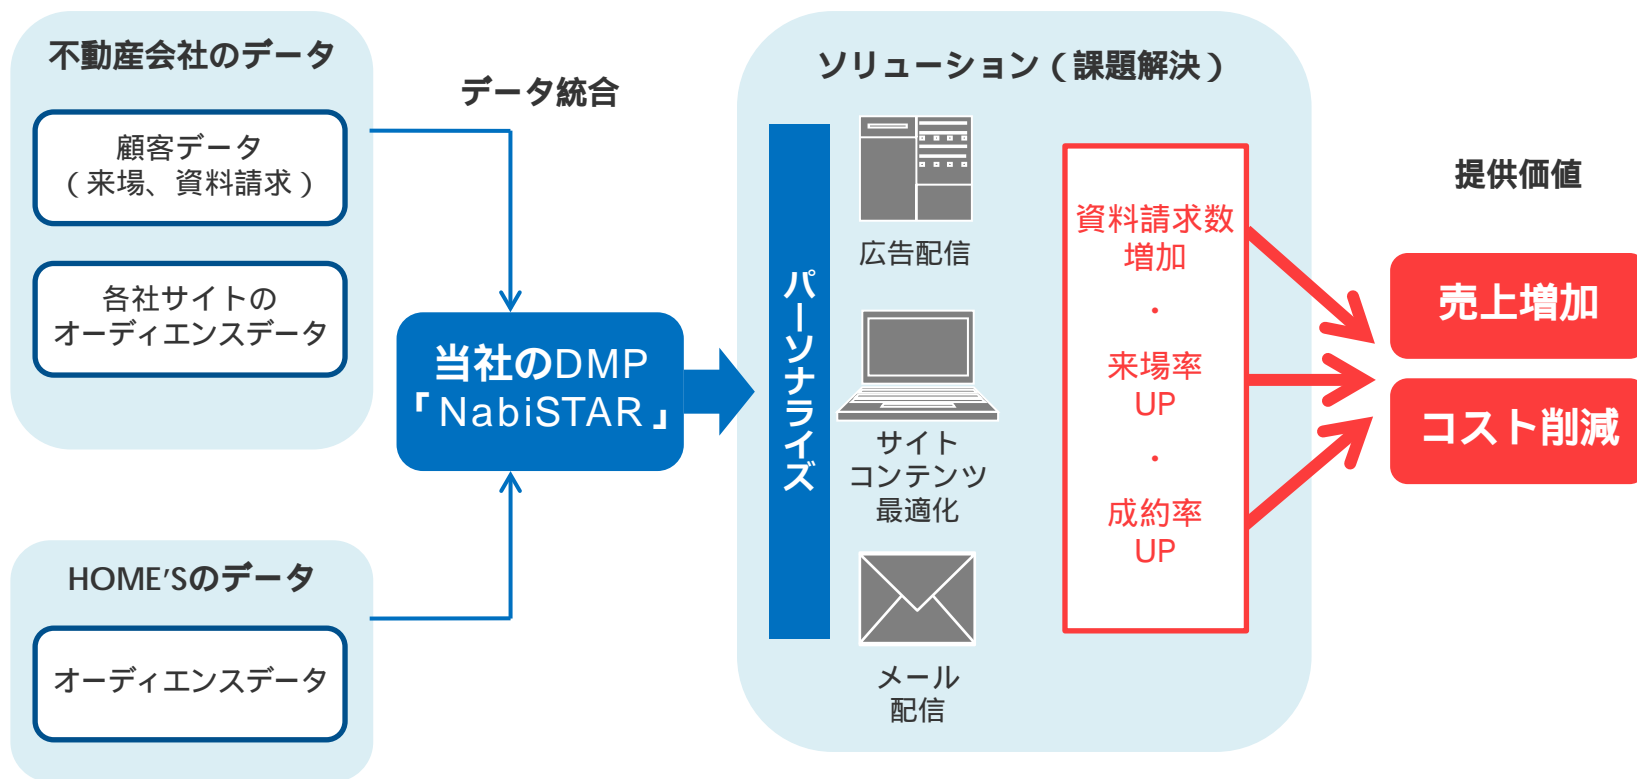 不動産会社のデータ
顧客データ
（来場、資料請求）
各社サイトの
オーディエンスデータ
HOME'Sのデータ
オーディエンスデータ
データ統合
当社のDMP
「NabiSTAR」
ソリューション（課題解決）
パーソナライズ
広告配信
サイト
コンテンツ
最適化
メール
配信
資料請求数
増加
・
来場率
UP
・
成約率
UP
提供価値
売上増加
コスト削減